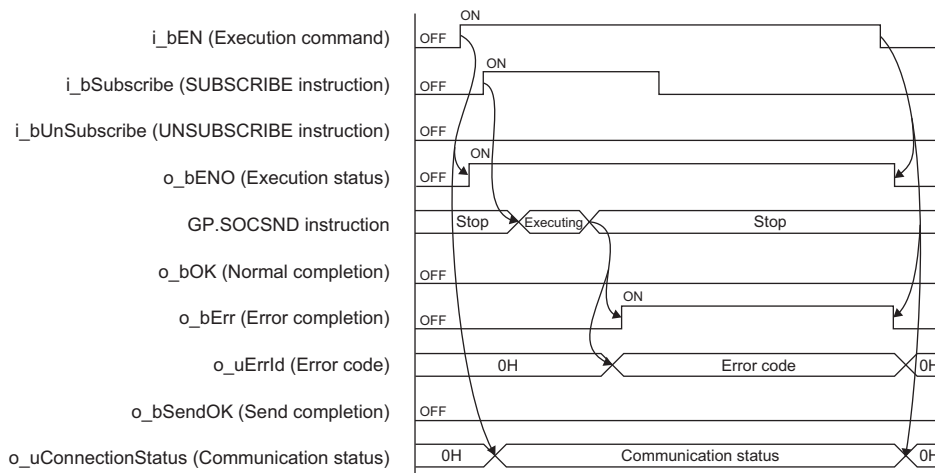 ON
i_bEN (Execution command) OFF
ON
i_bSubscribe (SUBSCRIBE instruction) OFF
i_bUnSubscribe (UNSUBSCRIBE instruction) OFF
ON
o_bENO (Execution status) OFF
GP.SOCSND instruction Stop Executing Stop
o_bOK (Normal completion) OFF
ON
o_bErr (Error completion) OFF
o_uErrId (Error code) 0H Error code 0H
o_bSendOK (Send completion) OFF
o_uConnectionStatus (Communication status) 0H Communication status 0H